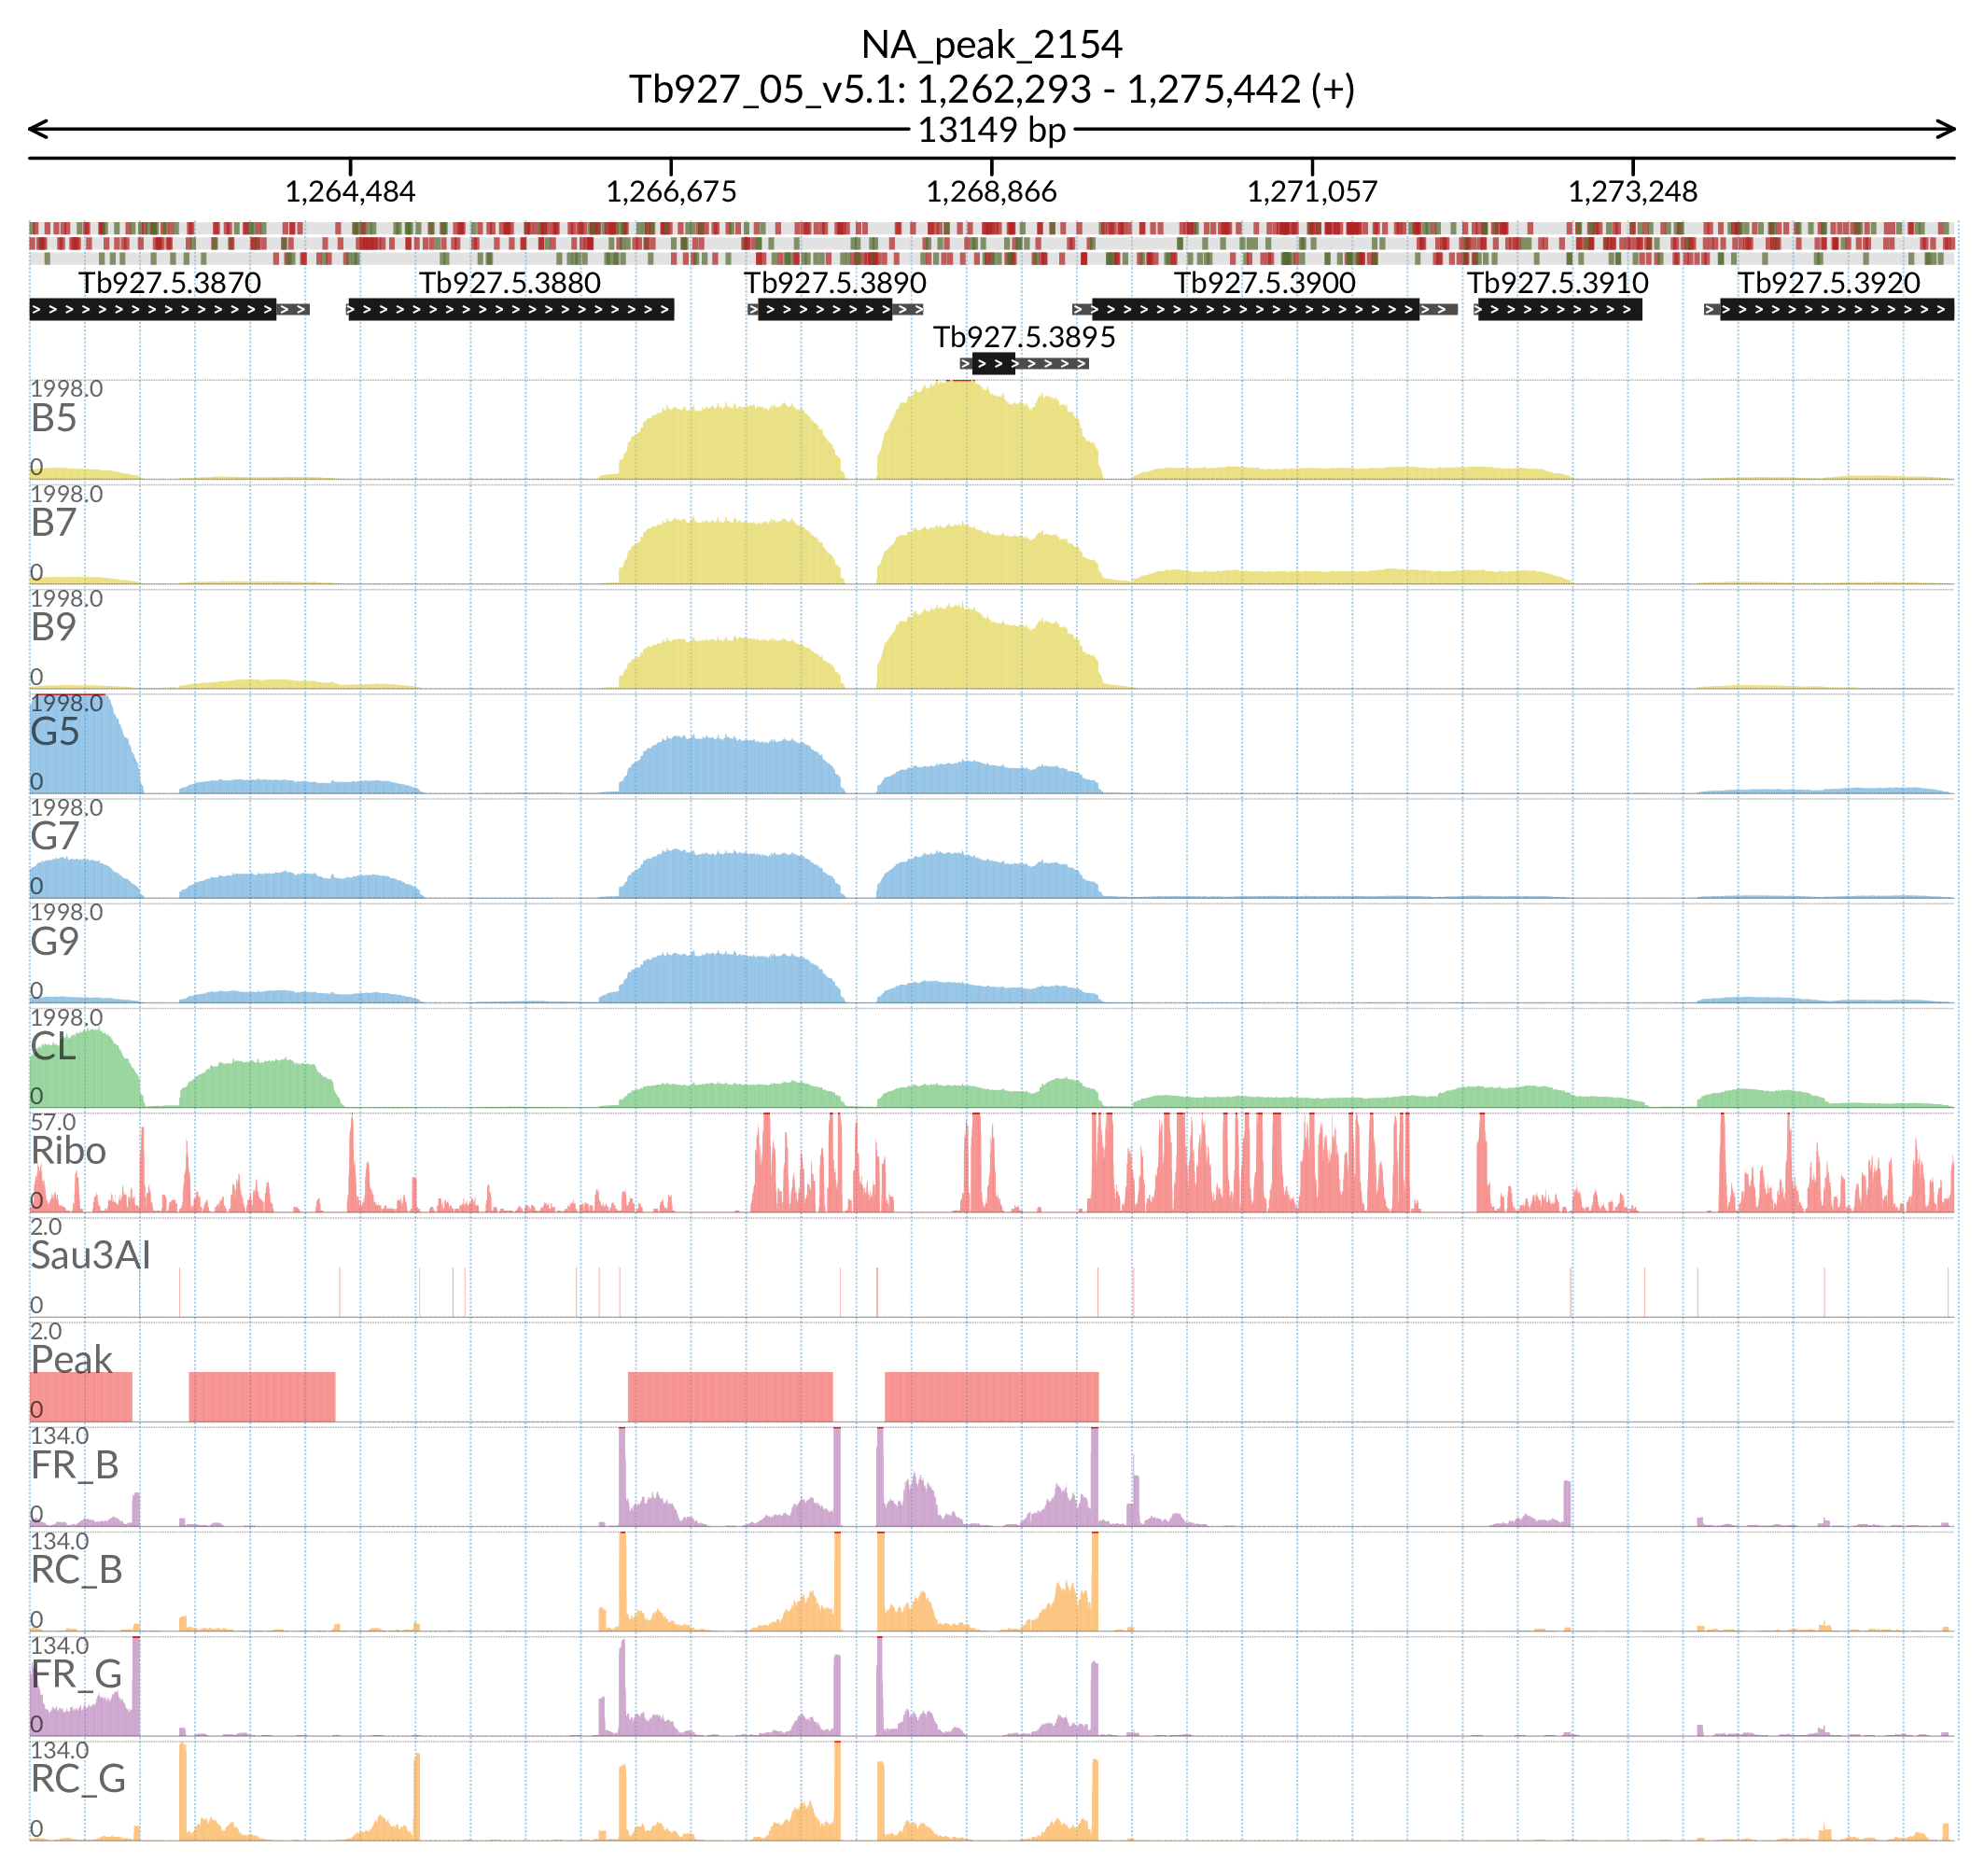 NA_peak_2154
Tb927_05_v5.1: 1,262,293 - 1,275,442 (+)
13149 bp
1,264,484 1,266,675 1,268,866 1,271,057 1,273,248
Tb927.5.3870 Tb927.5.3880 Tb927.5.3890 Tb927.5.3900 Tb927.5.3910 Tb927.5.3920
Tb927.5.3895
1998.0
B5
0
1998.0
B7
0
1998.0
B9
0
1998.0
G5
0
1998.0
G7
0
1998.0
G9
0
1998.0
CL
0
57.0
Ribo
0
2.0
Sau3AI
0
2.0
Peak
0
134.0
FR_B
0
134.0
RC_B
0
134.0
FR_G
0
134.0
RC_G
0